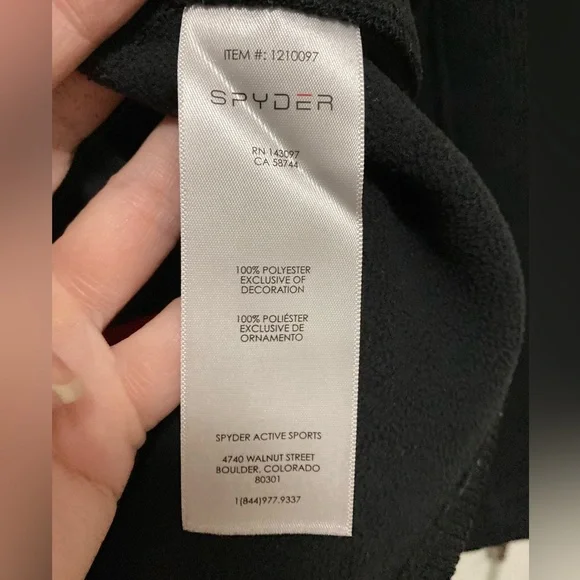 ITEM #: 1210097
SPYDER
RN 143097
CA 58744
100% POLYESTER
EXCLUSIVE OF
DECORATION
100% POLIÉSTER
EXCLUSIVE DE
ORNAMENTO
SPYDER ACTIVE SPORTS
4740 WALNUT STREET
BOULDER, COLORADO
80301
1(844)977.9337